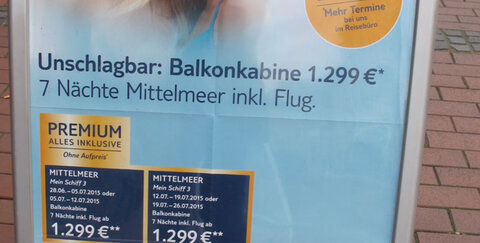 Mehr Termine
bei uns
im Reisebüro
Unschlagbar: Balkonkabine 1.299 €*
7 Nächte Mittelmeer inkl. Flug.
PREMIUM
ALLES INKLUSIVE
Ohne Aufpreis*
MITTELMEER
Mein Schiff 3
28.06. – 05.07.2015 oder
05.07. – 12.07.2015
Balkonkabine
7 Nächte inkl. Flug ab
1.299 €**
MITTELMEER
Mein Schiff 3
12.07. – 19.07.2015 oder
19.07. – 26.07.2015
Balkonkabine
7 Nächte inkl. Flug ab
1.299 €**